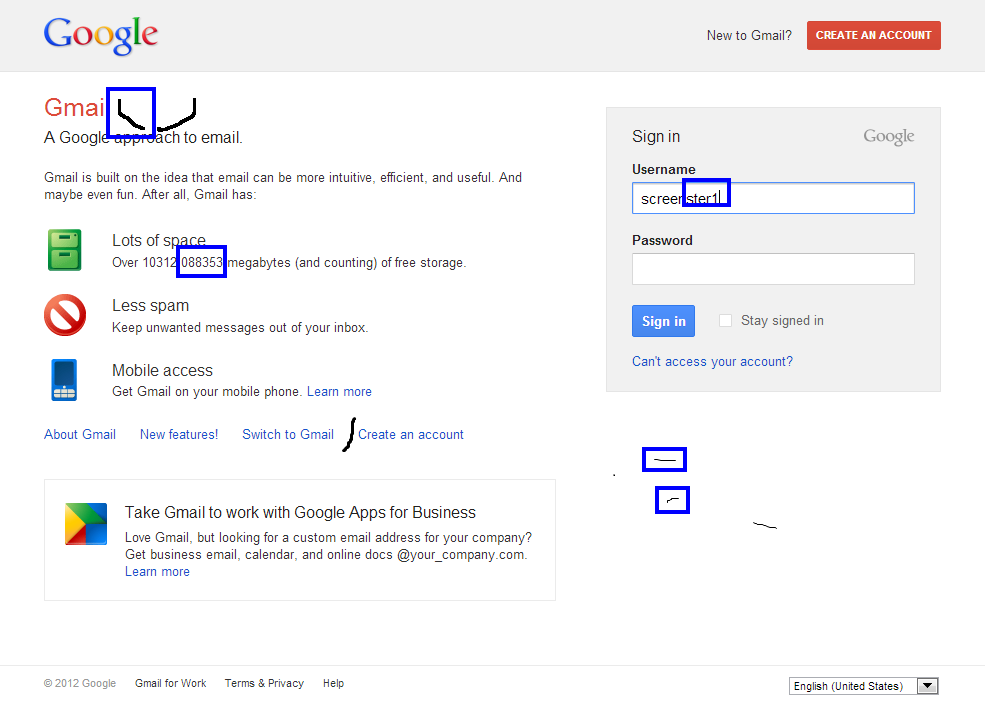 Google
New to Gmail? CREATE AN ACCOUNT
Gmai
A Google approach to email.
Gmail is built on the idea that email can be more intuitive, efficient, and useful. And
maybe even fun. After all, Gmail has:
Lots of space
Over 10312.088353 megabytes (and counting) of free storage.
Less spam
Keep unwanted messages out of your inbox.
Mobile access
Get Gmail on your mobile phone. Learn more
About Gmail New features! Switch to Gmail Create an account
Take Gmail to work with Google Apps for Business
Love Gmail, but looking for a custom email address for your company?
Get business email, calendar, and online docs @your_company.com.
Learn more
Sign in Google
Username
screenster1
Password
Sign in Stay signed in
Can't access your account?
© 2012 Google Gmail for Work Terms & Privacy Help
English (United States)